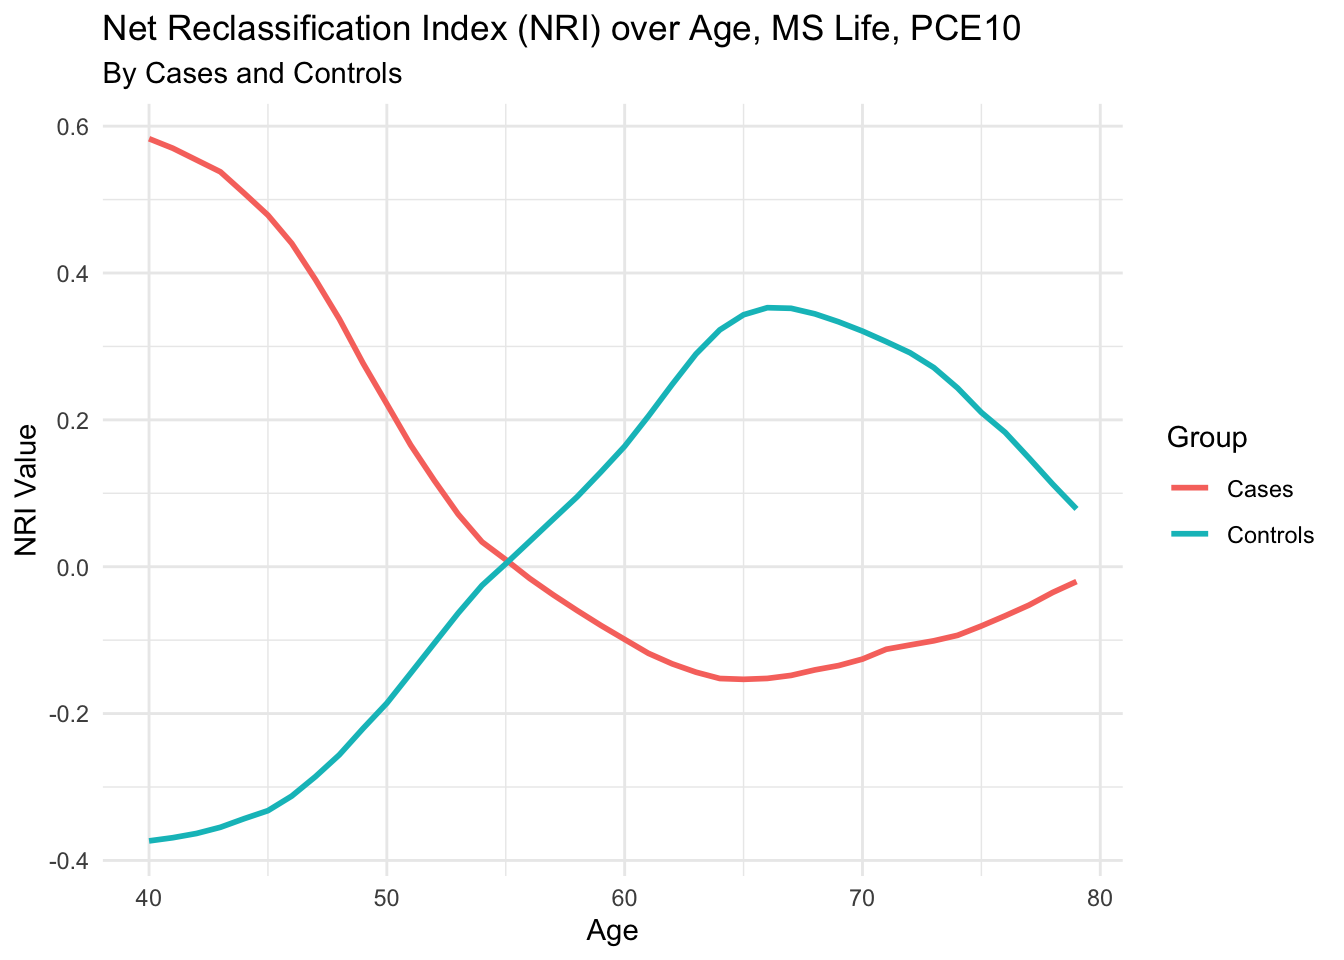 Net Reclassification Index (NRI) over Age, MS Life, PCE10
By Cases and Controls
0.6
0.4
0.2
0.0
-0.2
-0.4
NRI Value
40 50 60 70 80
Age
Group
Cases
Controls